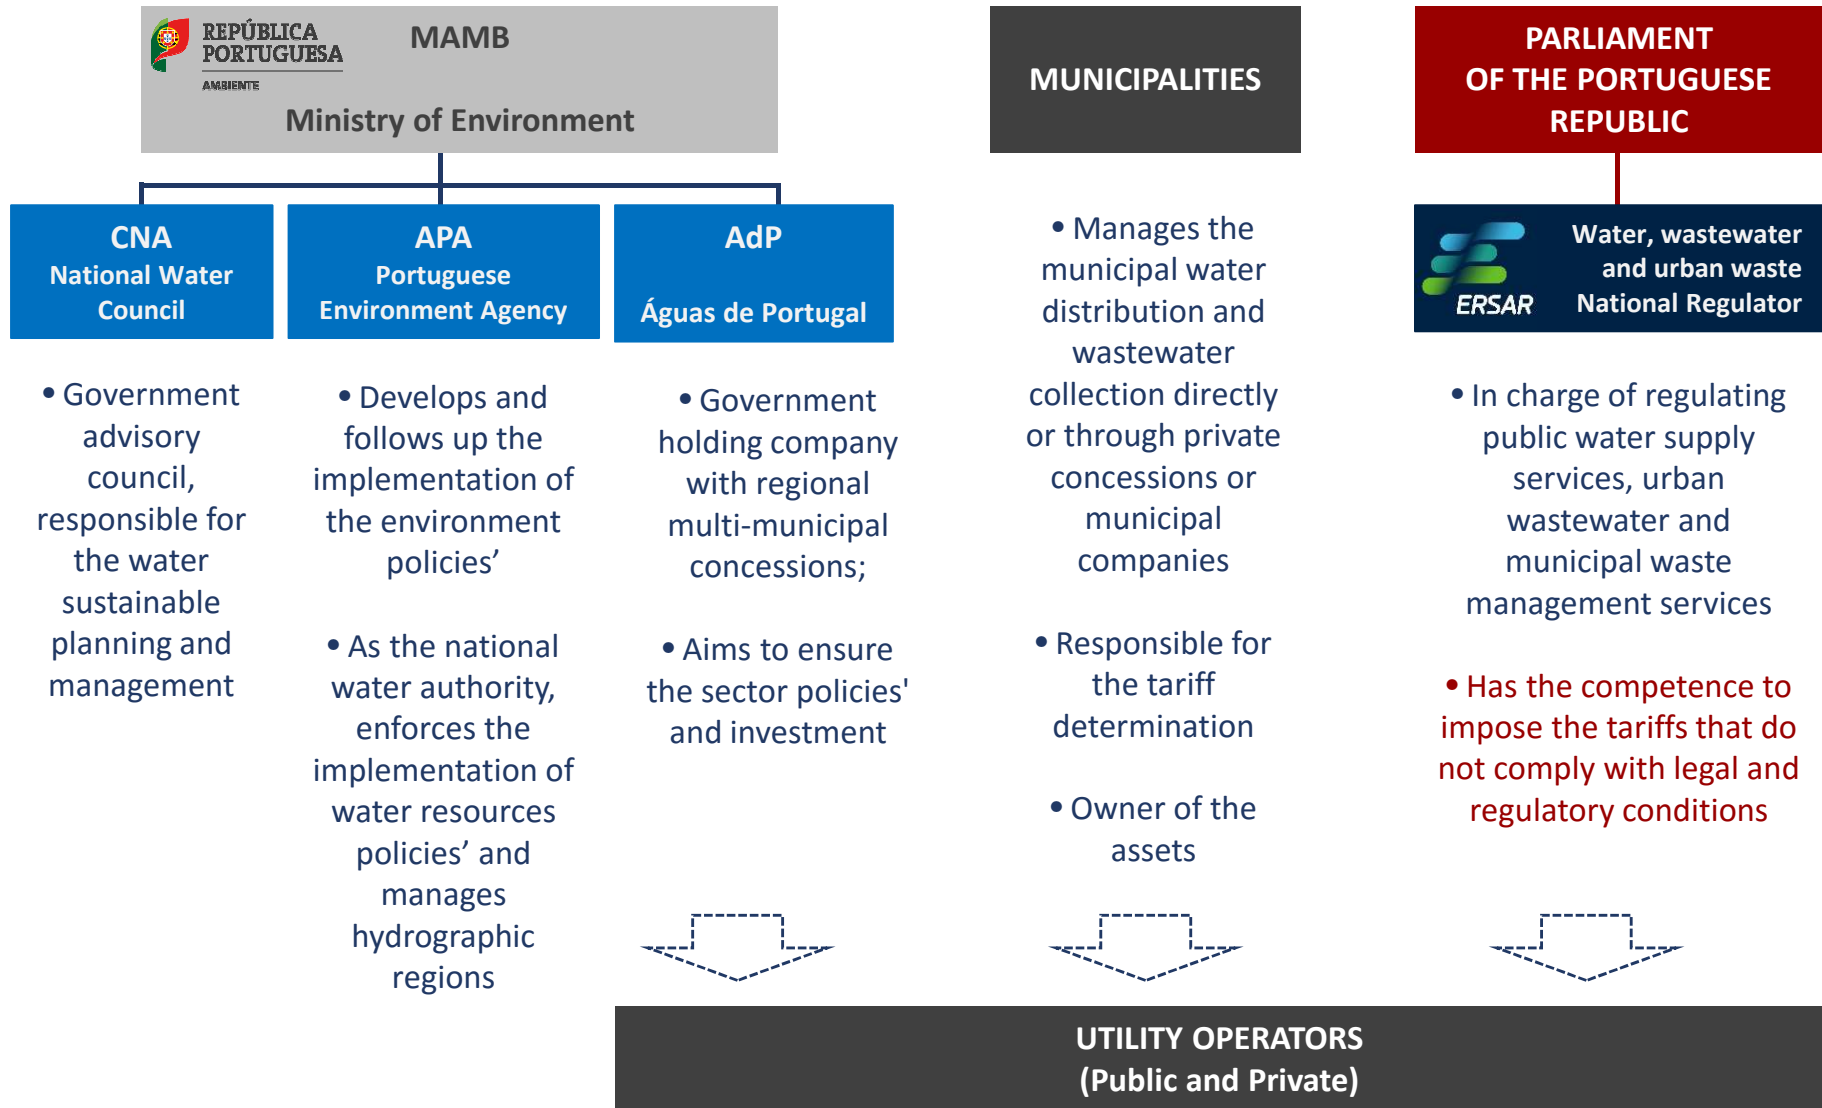 REPÚBLICA
PORTUGUESA
AMBIENTE
MAMB
Ministry of Environment
MUNICIPALITIES
PARLIAMENT
OF THE PORTUGUESE
REPUBLIC
CNA
National Water
Council
APA
Portuguese
Environment Agency
AdP
Águas de Portugal
ERSAR
Water, wastewater
and urban waste
National Regulator
• Government
advisory
council,
responsible for
the water
sustainable
planning and
management
• Develops and
follows up the
implementation of
the environment
policies’
• As the national
water authority,
enforces the
implementation of
water resources
policies’ and
manages
hydrographic
regions
• Government
holding company
with regional
multi-municipal
concessions;
• Aims to ensure
the sector policies'
and investment
• Manages the
municipal water
distribution and
wastewater
collection directly
or through private
concessions or
municipal
companies
• Responsible for
the tariff
determination
• Owner of the
assets
• In charge of regulating
public water supply
services, urban
wastewater and
municipal waste
management services
• Has the competence to
impose the tariffs that do
not comply with legal and
regulatory conditions
UTILITY OPERATORS
(Public and Private)